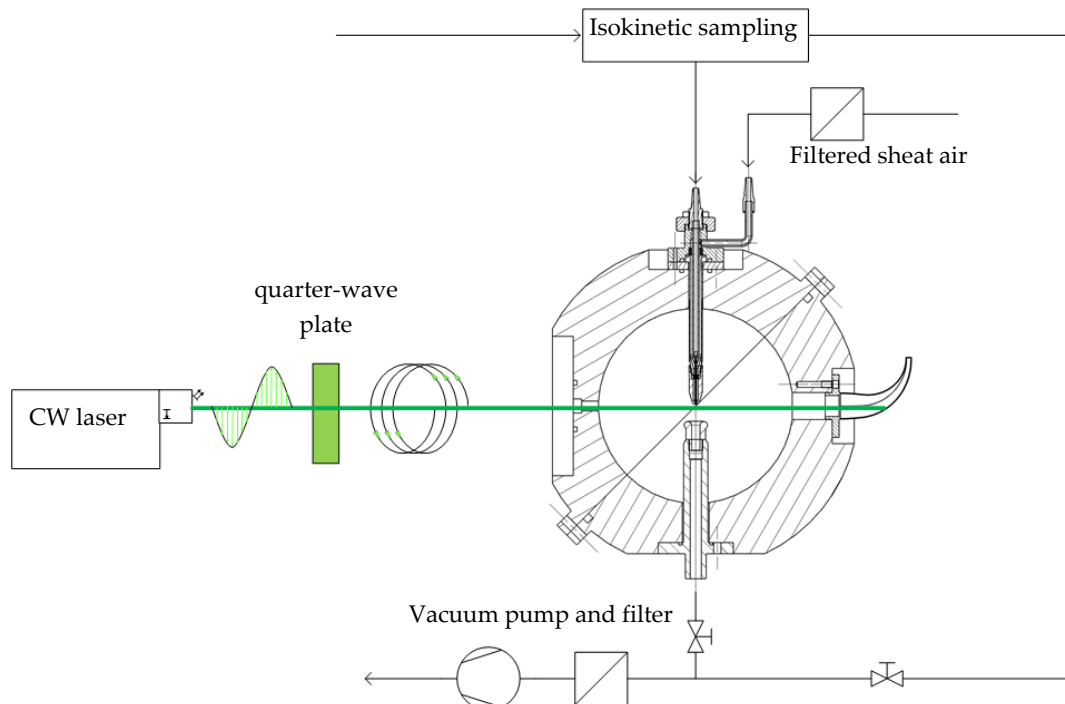 Isokinetic sampling
Filtered sheat air
quarter-wave
plate
CW laser
Vacuum pump and filter